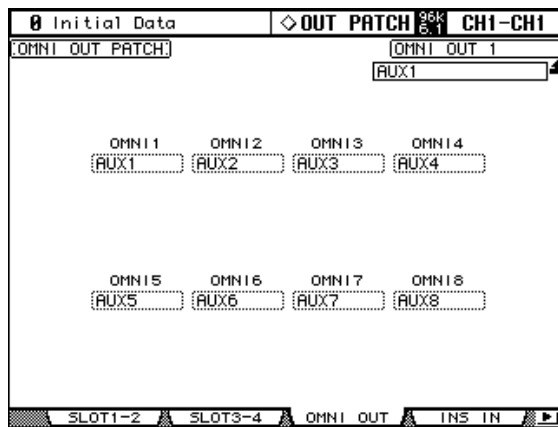 0 Initial Data ◇OUT PATCH 96k 6.1 CH1-CH1
OMNI OUT PATCH
OMNI OUT 1
AUX1
OMNI1 OMNI2 OMNI3 OMNI4
AUX1 AUX2 AUX3 AUX4
OMNI5 OMNI6 OMNI7 OMNI8
AUX5 AUX6 AUX7 AUX8
SLOT1-2 SLOT3-4 OMNI OUT INS IN